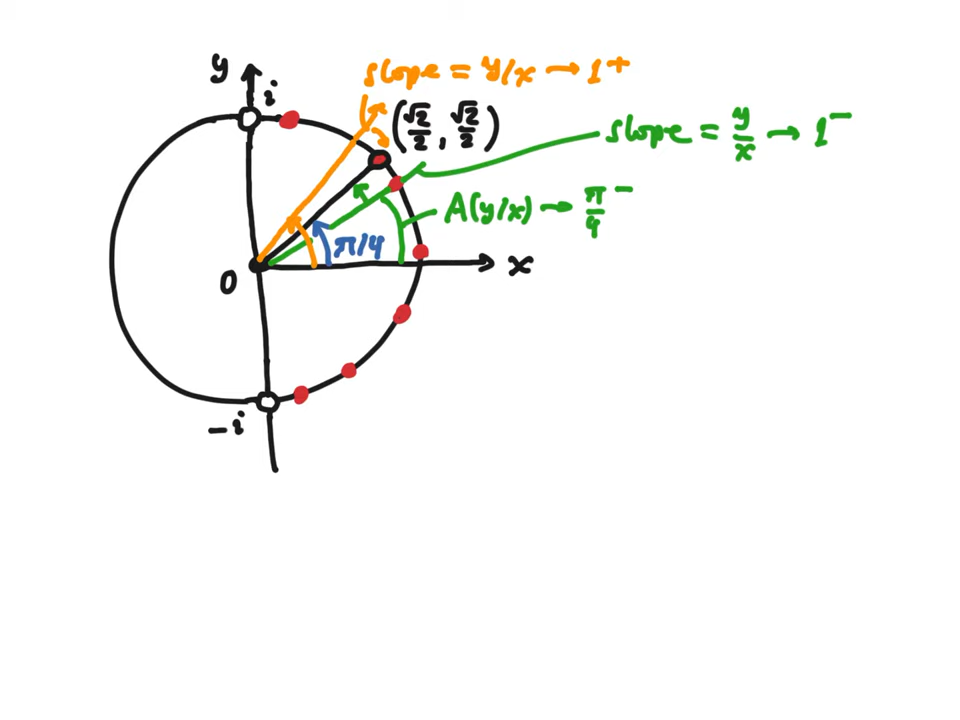 y
slope = y/x → 1⁺
i
(√2/2, √2/2)
slope = y/x → 1⁻
A(y/x) → π/4⁻
π/4
x
0
-i